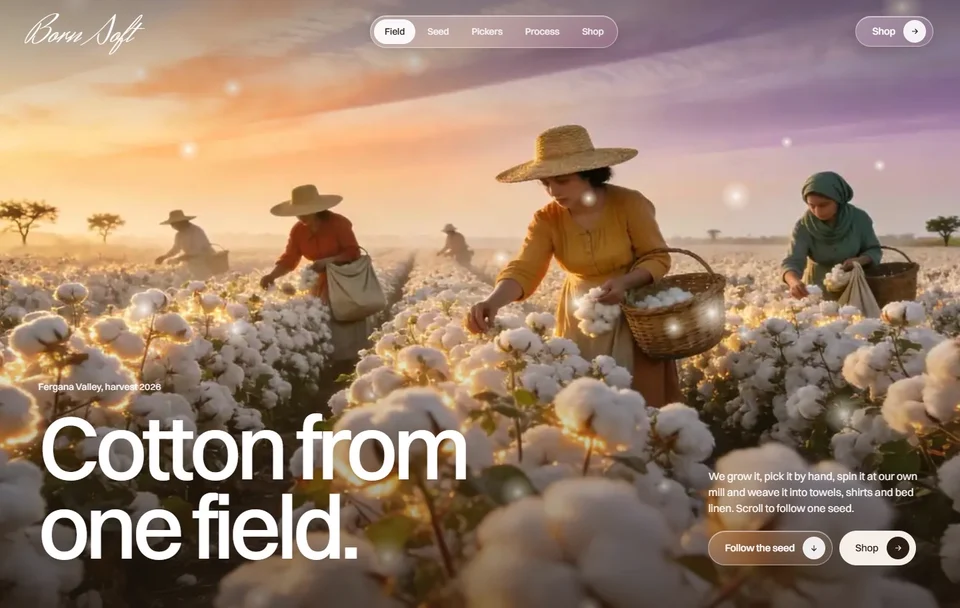 Born Soft
Field
Seed
Pickers
Process
Shop
Shop
Fergana Valley, harvest 2026
Cotton from
one field.
We grow it, pick it by hand, spin it at our own
mill and weave it into towels, shirts and bed
linen. Scroll to follow one seed.
Follow the seed
Shop